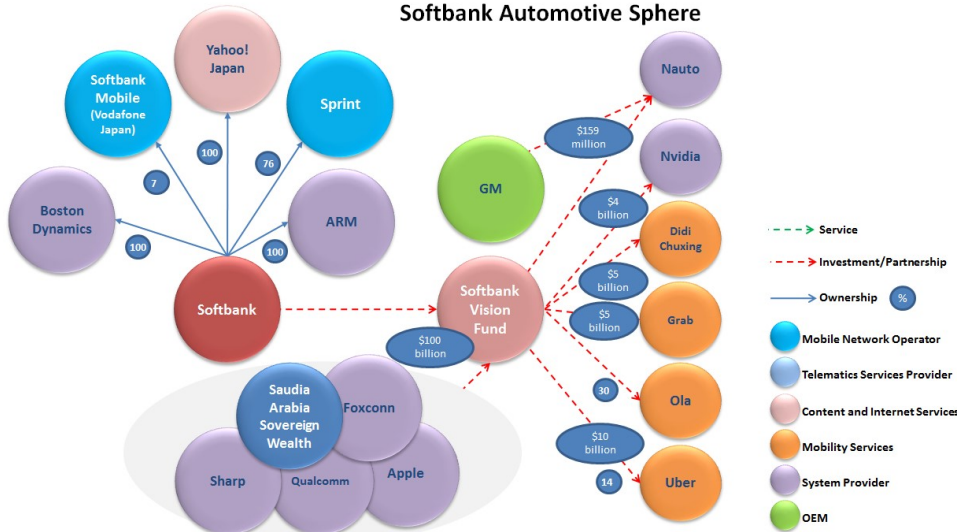 Softbank Automotive Sphere
Yahoo!
Japan
Softbank
Mobile
(Vodafone
Japan)
Sprint
Boston
Dynamics
ARM
100
7
100
76
100
Softbank
GM
Nauto
Nvidia
Didi
Chuxing
Grab
Ola
Uber
Softbank
Vision
Fund
$159
million
$4
billion
$5
billion
$5
billion
30
$10
billion
14
$100
billion
Saudia
Arabia
Sovereign
Wealth
Foxconn
Sharp
Qualcomm
Apple
Service
Investment/Partnership
Ownership
%
Mobile Network Operator
Telematics Services Provider
Content and Internet Services
Mobility Services
System Provider
OEM